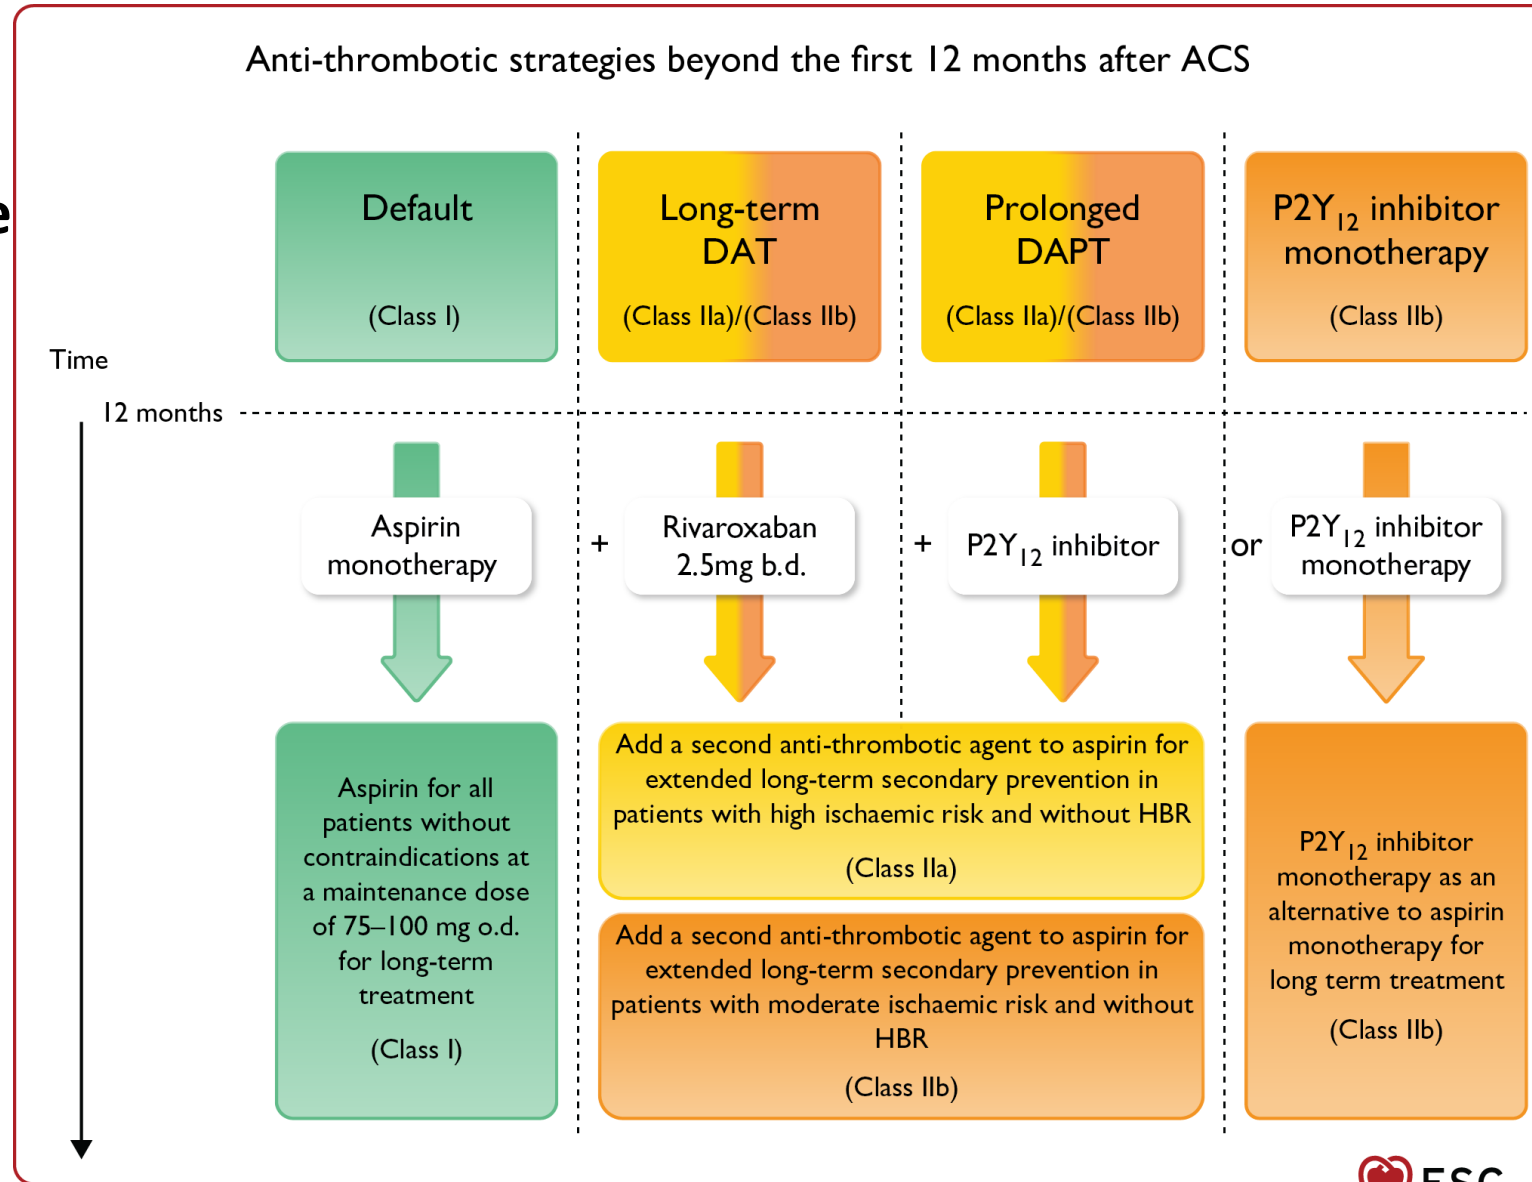 Anti-thrombotic strategies beyond the first 12 months after ACS
e
Default
(Class I)
Long-term
DAT
(Class IIa)/(Class IIb)
Prolonged
DAPT
(Class IIa)/(Class IIb)
P2Y12 inhibitor
monotherapy
(Class IIb)
Time
12 months
Aspirin
monotherapy
+
Rivaroxaban
2.5mg b.d.
+
P2Y12 inhibitor
or
P2Y12 inhibitor
monotherapy
Aspirin for all
patients without
contraindications at
a maintenance dose
of 75–100 mg o.d.
for long-term
treatment
(Class I)
Add a second anti-thrombotic agent to aspirin for
extended long-term secondary prevention in
patients with high ischaemic risk and without HBR
(Class IIa)
Add a second anti-thrombotic agent to aspirin for
extended long-term secondary prevention in
patients with moderate ischaemic risk and without
HBR
(Class IIb)
P2Y12 inhibitor
monotherapy as an
alternative to aspirin
monotherapy for
long term treatment
(Class IIb)
ESC